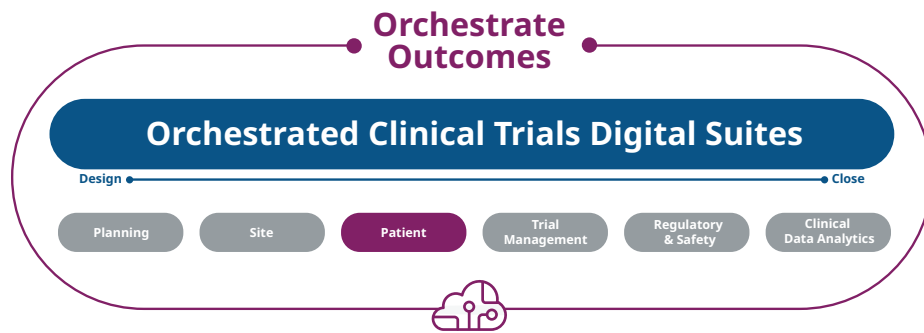 Orchestrate
Outcomes
Orchestrated Clinical Trials Digital Suites
Design
Close
Planning
Site
Patient
Trial
Management
Regulatory
& Safety
Clinical
Data Analytics